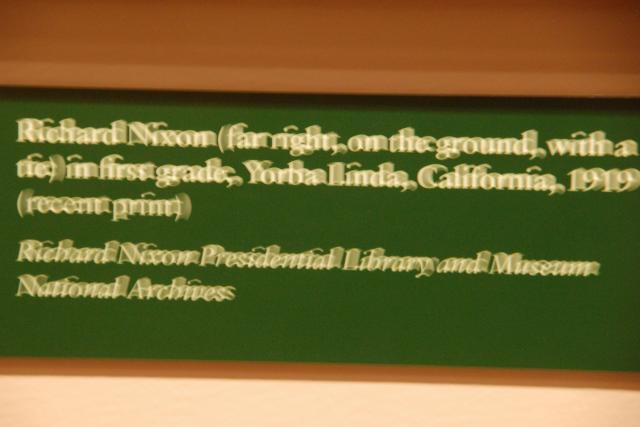 Richard Nixon (far right, on the ground, with a
tie) in first grade, Yorba Linda, California, 1919
(recent print)
Richard Nixon Presidential Library and Museum
National Archives